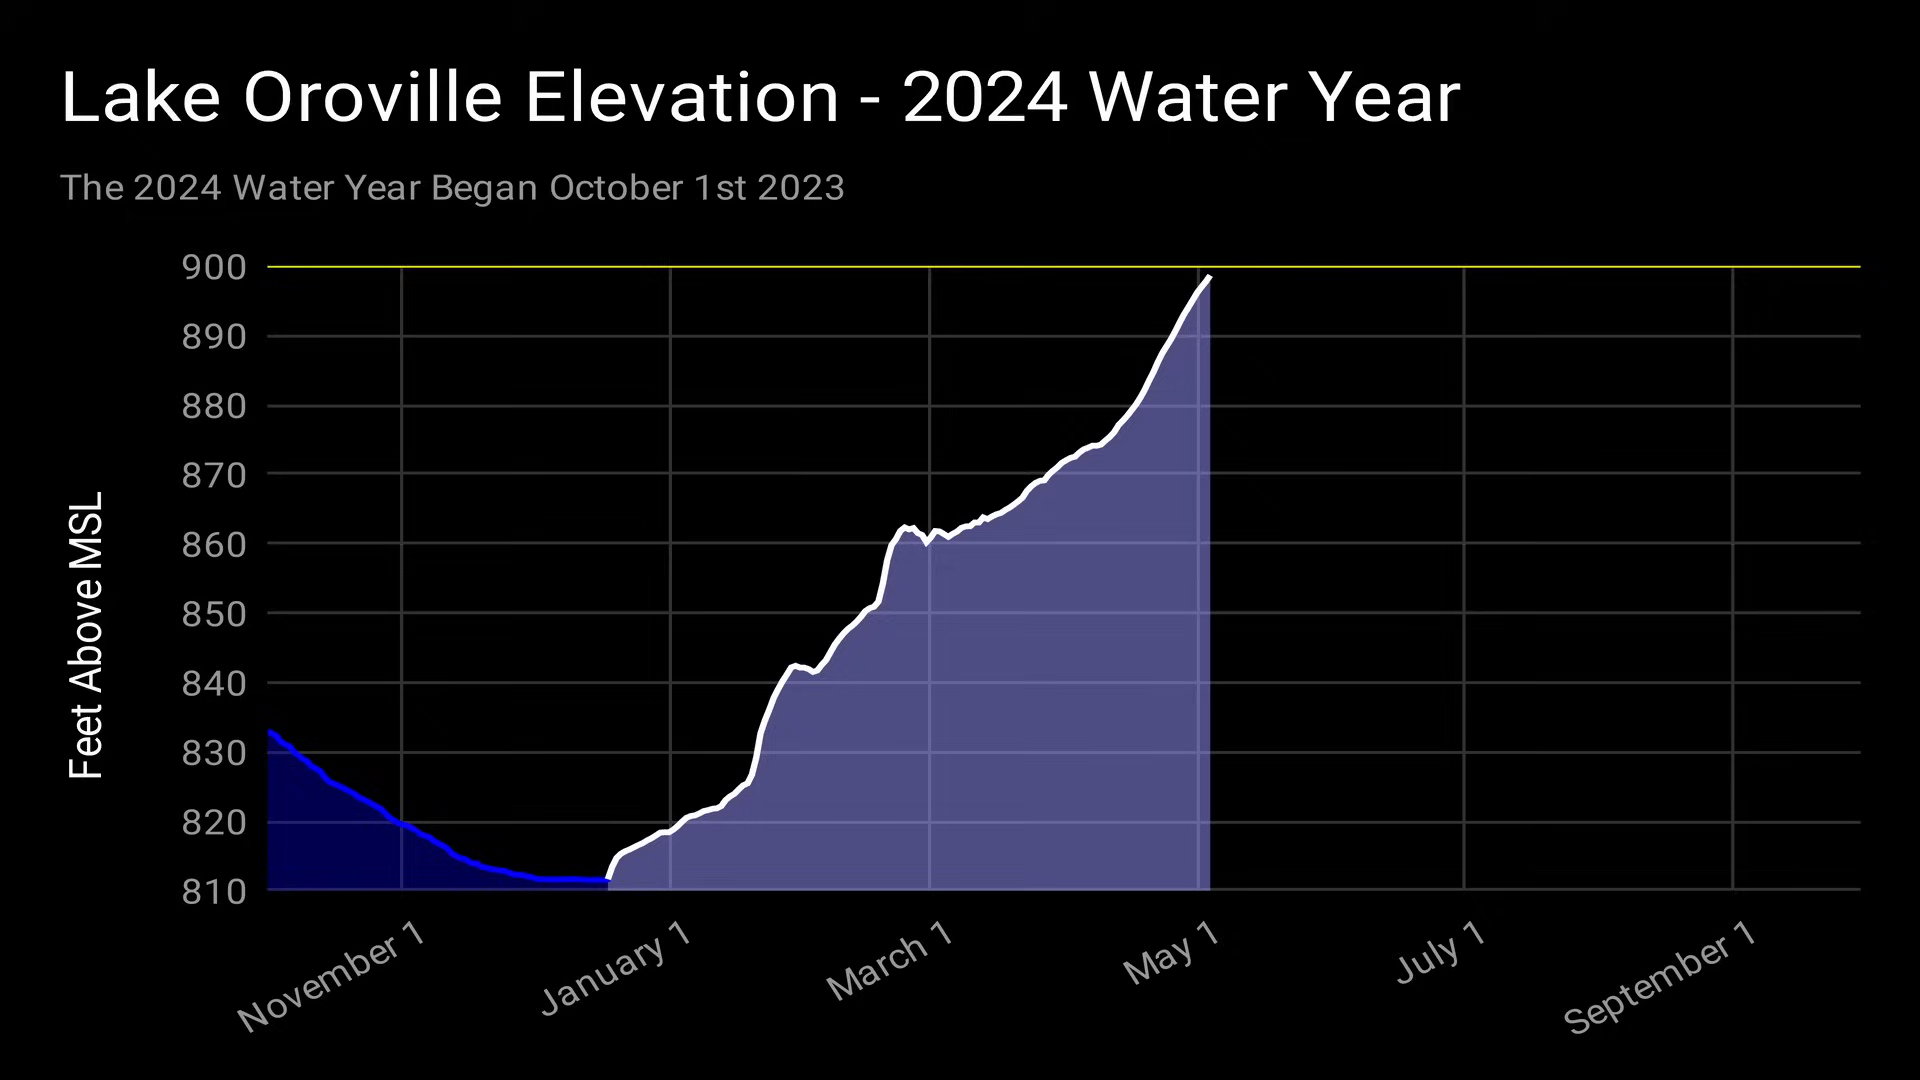 Lake Oroville Elevation - 2024 Water Year
The 2024 Water Year Began October 1st 2023
Feet Above MSL
900
890
880
870
860
850
840
830
820
810
November 1
January 1
March 1
May 1
July 1
September 1